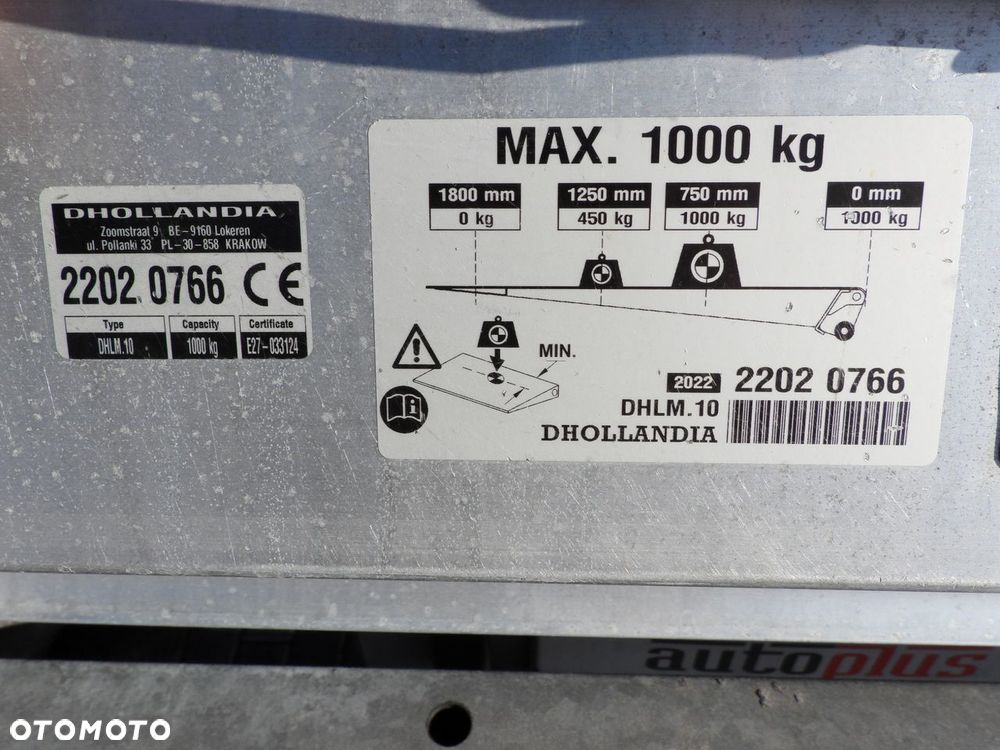 DHOLLANDIA
Zoomstraat 9 BE-9160 Lokeren
ul. Pollanki 33 PL-30-858 KRAKOW
2202 0766 CE
Type Capacity Certificate
DHLM.10 1000 kg E27-033124
MAX. 1000 kg
1800 mm 1250 mm 750 mm 0 mm
0 kg 450 kg 1000 kg 1000 kg
MIN.
2022 2202 0766
DHLM.10
DHOLLANDIA
autoplus
OTOMOTO